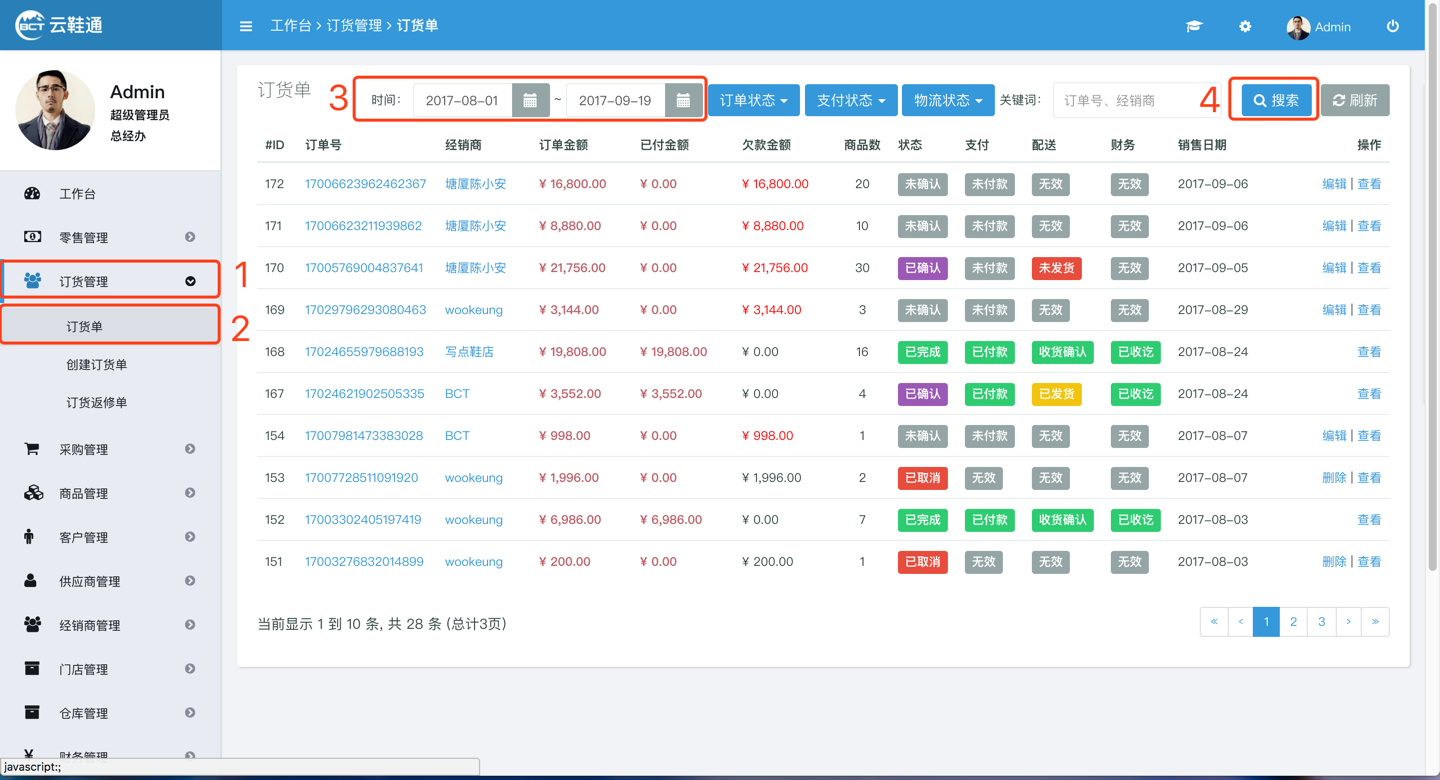 BCT 云鞋通
工作台 > 订货管理 > 订货单
Admin
Admin
超级管理员
总经办
工作台
零售管理
订货管理
1
订货单
2
创建订货单
订货返修单
采购管理
商品管理
客户管理
供应商管理
经销商管理
门店管理
仓库管理
财务管理
javascript:;
订货单
3
时间:
2017-08-01
~
2017-09-19
订单状态
支付状态
物流状态
关键词:
订单号、经销商
4
搜索
刷新
#ID 订单号 经销商 订单金额 已付金额 欠款金额 商品数 状态 支付 配送 财务 销售日期 操作
172 17006623962462367 塘厦陈小安 ¥ 16,800.00 ¥ 0.00 ¥ 16,800.00 20 未确认 未付款 无效 无效 2017-09-06 编辑 | 查看
171 17006623211939862 塘厦陈小安 ¥ 8,880.00 ¥ 0.00 ¥ 8,880.00 10 未确认 未付款 无效 无效 2017-09-06 编辑 | 查看
170 17005769004837641 塘厦陈小安 ¥ 21,756.00 ¥ 0.00 ¥ 21,756.00 30 已确认 未付款 未发货 无效 2017-09-05 编辑 | 查看
169 17029796293080463 wookeung ¥ 3,144.00 ¥ 0.00 ¥ 3,144.00 3 未确认 未付款 无效 无效 2017-08-29 编辑 | 查看
168 17024655979688193 写点鞋店 ¥ 19,808.00 ¥ 19,808.00 ¥ 0.00 16 已完成 已付款 收货确认 已收讫 2017-08-24 查看
167 17024621902505335 BCT ¥ 3,552.00 ¥ 3,552.00 ¥ 0.00 4 已确认 已付款 已发货 已收讫 2017-08-24 查看
154 17007981473383028 BCT ¥ 998.00 ¥ 0.00 ¥ 998.00 1 未确认 未付款 无效 无效 2017-08-07 编辑 | 查看
153 17007728511091920 wookeung ¥ 1,996.00 ¥ 0.00 ¥ 1,996.00 2 已取消 无效 无效 无效 2017-08-07 删除 | 查看
152 17003302405197419 wookeung ¥ 6,986.00 ¥ 6,986.00 ¥ 0.00 7 已完成 已付款 收货确认 已收讫 2017-08-03 查看
151 17003276832014899 wookeung ¥ 200.00 ¥ 0.00 ¥ 200.00 1 已取消 无效 无效 无效 2017-08-03 删除 | 查看
当前显示 1 到 10 条, 共 28 条 (总计3页)
« ‹ 1 2 3 › »